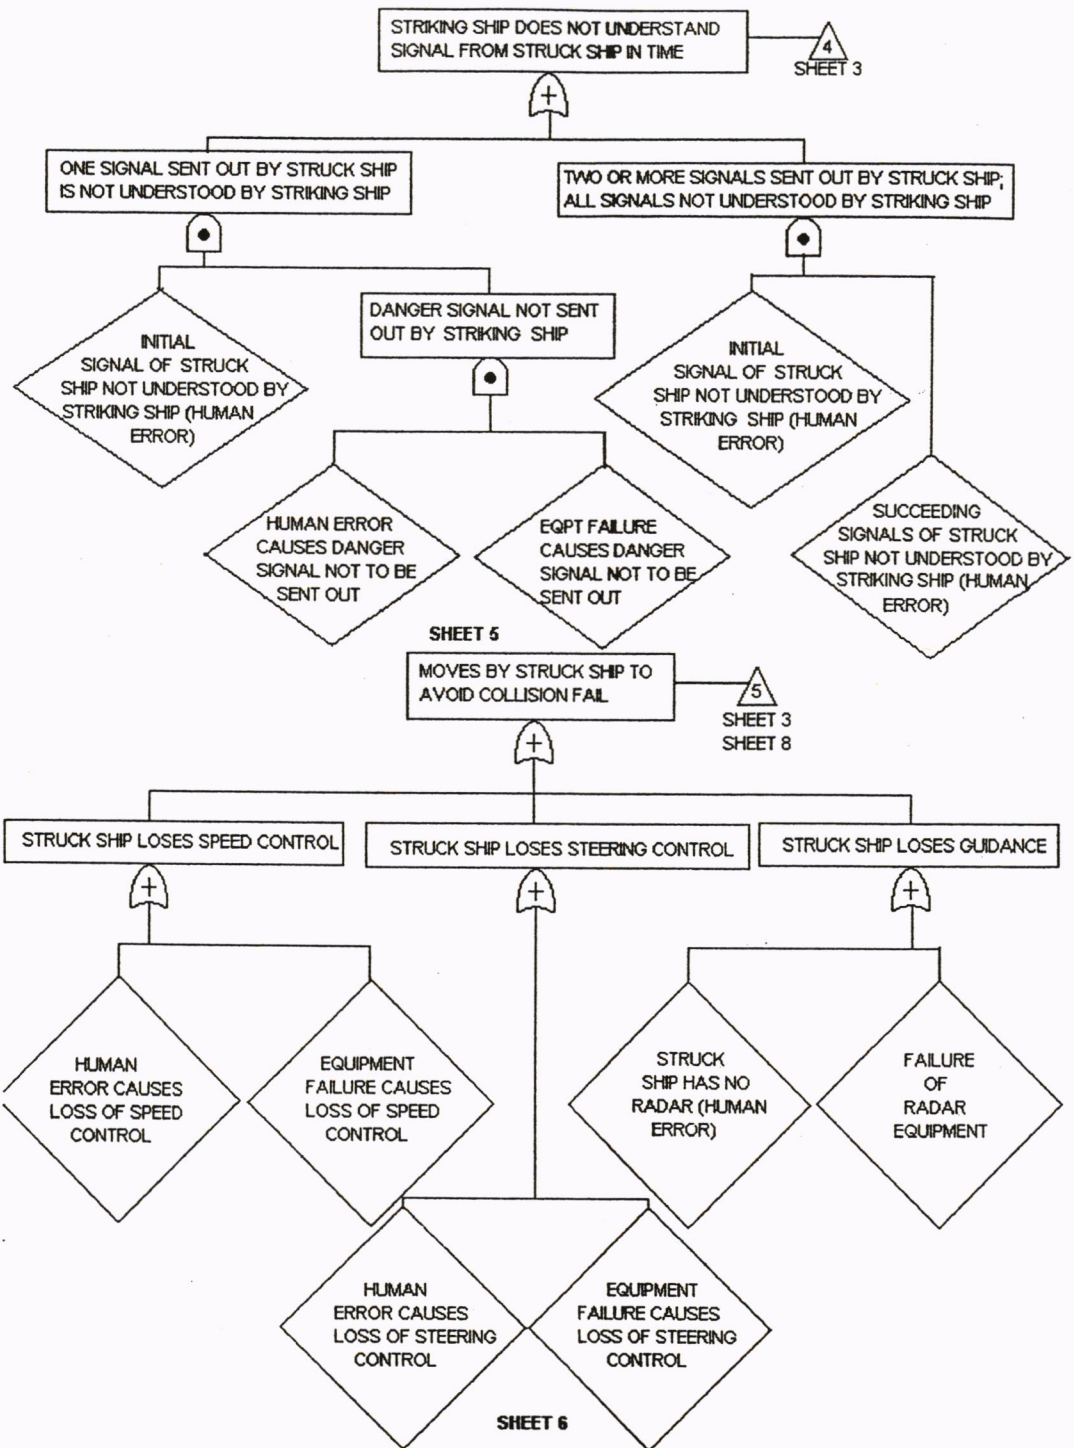 STRIKING SHIP DOES NOT UNDERSTAND
SIGNAL FROM STRUCK SHIP IN TIME
4
SHEET 3
+
ONE SIGNAL SENT OUT BY STRUCK SHIP
IS NOT UNDERSTOOD BY STRIKING SHIP
TWO OR MORE SIGNALS SENT OUT BY STRUCK SHIP;
ALL SIGNALS NOT UNDERSTOOD BY STRIKING SHIP
INITIAL
SIGNAL OF STRUCK
SHIP NOT UNDERSTOOD BY
STRIKING SHIP (HUMAN
ERROR)
DANGER SIGNAL NOT SENT
OUT BY STRIKING SHIP
INITIAL
SIGNAL OF STRUCK
SHIP NOT UNDERSTOOD BY
STRIKING SHIP (HUMAN
ERROR)
HUMAN ERROR
CAUSES DANGER
SIGNAL NOT TO BE
SENT OUT
EQPT FAILURE
CAUSES DANGER
SIGNAL NOT TO BE
SENT OUT
SUCCEEDING
SIGNALS OF STRUCK
SHIP NOT UNDERSTOOD BY
STRIKING SHIP (HUMAN
ERROR)
SHEET 5
MOVES BY STRUCK SHIP TO
AVOID COLLISION FAIL
5
SHEET 3
SHEET 8
+
STRUCK SHIP LOSES SPEED CONTROL
STRUCK SHIP LOSES STEERING CONTROL
STRUCK SHIP LOSES GUIDANCE
+
+
+
HUMAN
ERROR CAUSES
LOSS OF SPEED
CONTROL
EQUIPMENT
FAILURE CAUSES
LOSS OF SPEED
CONTROL
STRUCK
SHIP HAS NO
RADAR (HUMAN
ERROR)
FAILURE
OF
RADAR
EQUIPMENT
HUMAN
ERROR CAUSES
LOSS OF STEERING
CONTROL
EQUIPMENT
FAILURE CAUSES
LOSS OF STEERING
CONTROL
SHEET 6